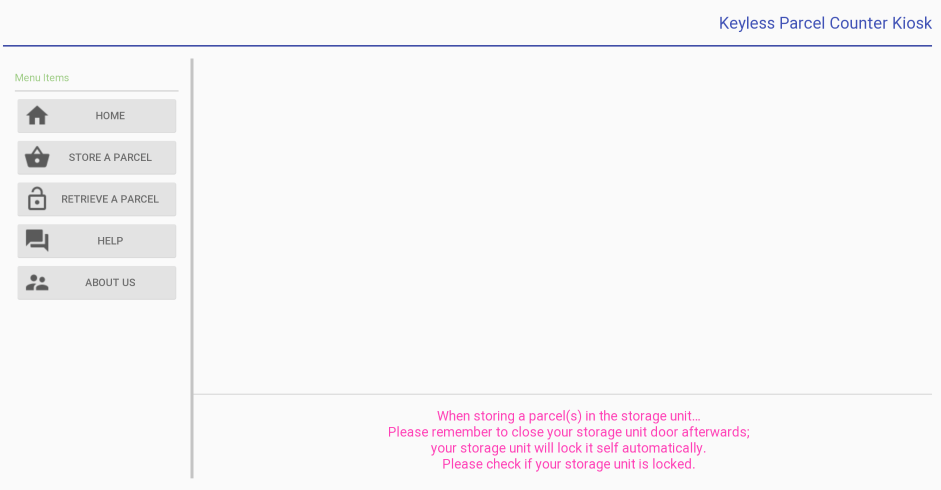 Keyless Parcel Counter Kiosk
Menu Items
HOME
STORE A PARCEL
RETRIEVE A PARCEL
HELP
ABOUT US
When storing a parcel(s) in the storage unit...
Please remember to close your storage unit door afterwards;
your storage unit will lock it self automatically.
Please check if your storage unit is locked.